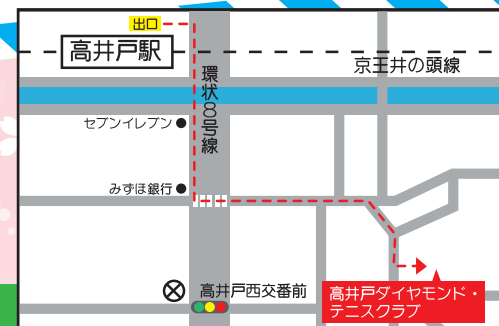 出口
高井戸駅
京王井の頭線
環状8号線
セブンイレブン
みずほ銀行
高井戸西交番前
高井戸ダイヤモンド・
テニスクラブ